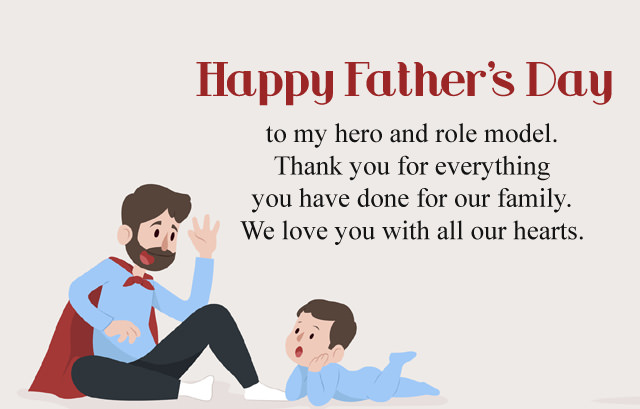 Happy Father's Day
to my hero and role model.
Thank you for everything
you have done for our family.
We love you with all our hearts.